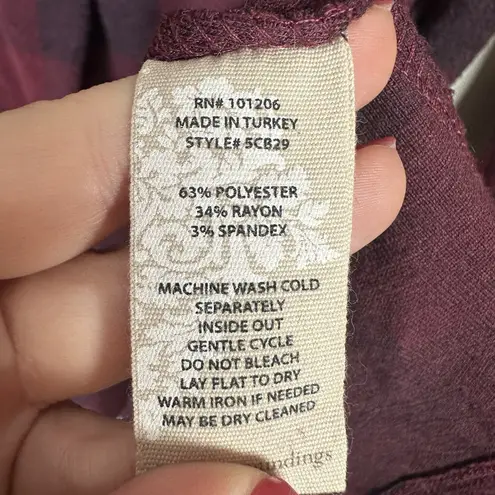 RN# 101206
MADE IN TURKEY
STYLE# 5CB29
63% POLYESTER
34% RAYON
3% SPANDEX
MACHINE WASH COLD
SEPARATELY
INSIDE OUT
GENTLE CYCLE
DO NOT BLEACH
LAY FLAT TO DRY
WARM IRON IF NEEDED
MAY BE DRY CLEANED